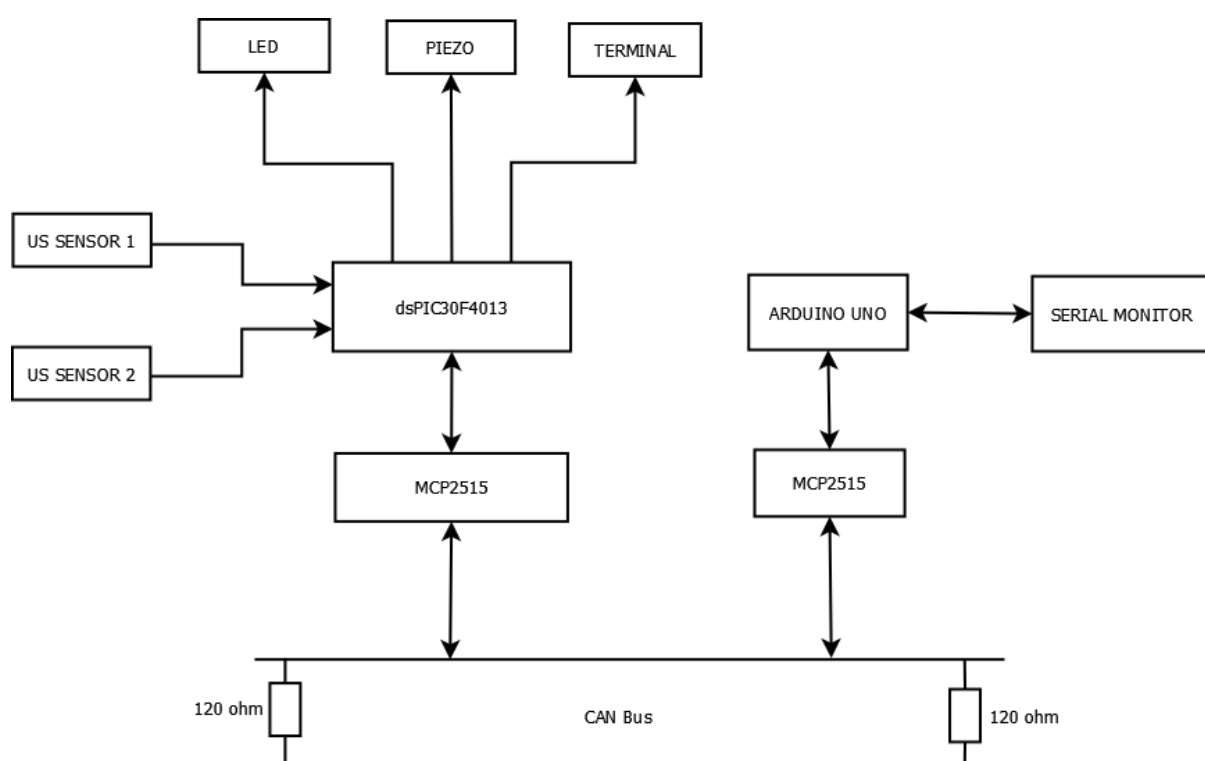 LED
PIEZO
TERMINAL
US SENSOR 1
dsPIC30F4013
ARDUINO UNO
SERIAL MONITOR
US SENSOR 2
MCP2515
MCP2515
120 ohm
CAN Bus
120 ohm